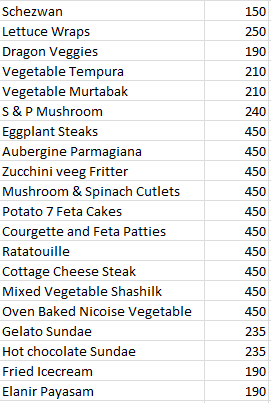 Schezwan 150
Lettuce Wraps 250
Dragon Veggies 190
Vegetable Tempura 210
Vegetable Murtabak 210
S & P Mushroom 240
Eggplant Steaks 450
Aubergine Parmagiana 450
Zucchini veeg Fritter 450
Mushroom & Spinach Cutlets 450
Potato 7 Feta Cakes 450
Courgette and Feta Patties 450
Ratatouille 450
Cottage Cheese Steak 450
Mixed Vegetable Shashilk 450
Oven Baked Nicoise Vegetable 450
Gelato Sundae 235
Hot chocolate Sundae 235
Fried Icecream 190
Elanir Payasam 190